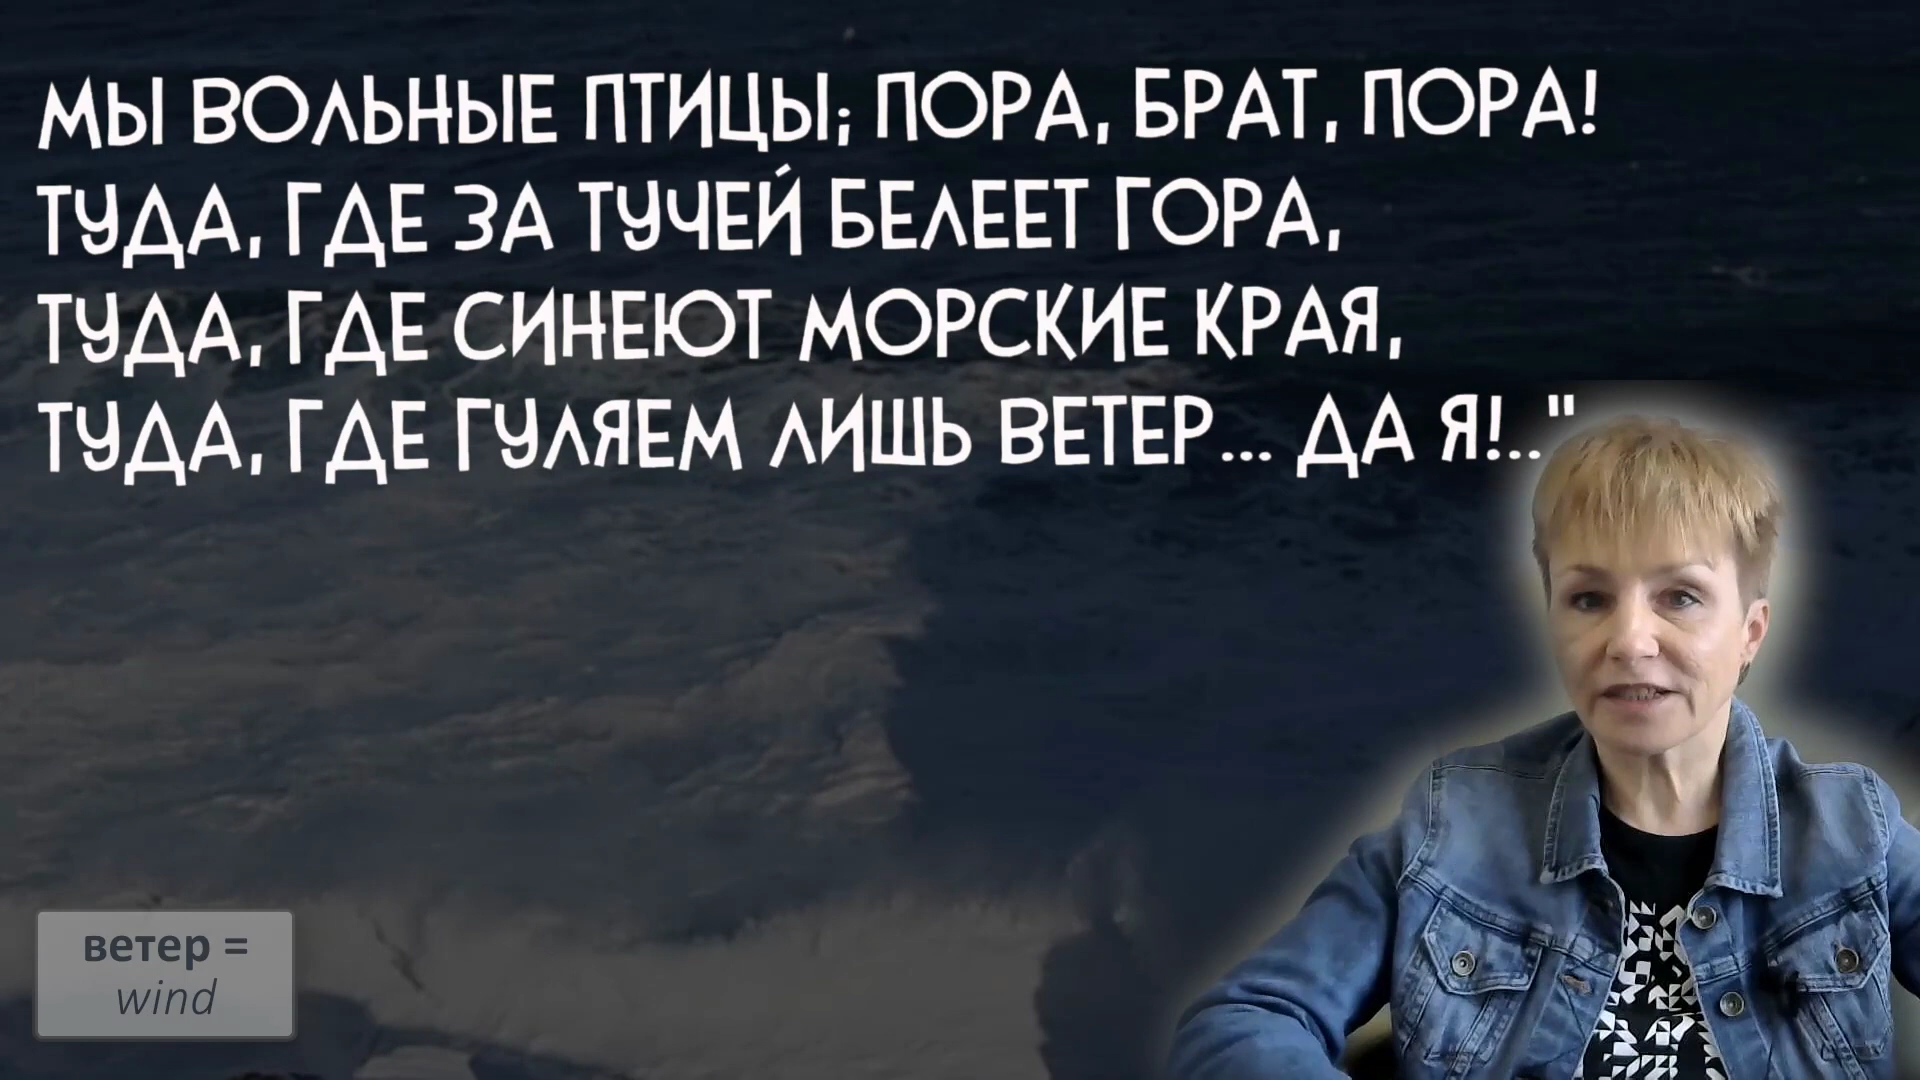 МЫ ВОЛЬНЫЕ ПТИЦЫ; ПОРА, БРАТ, ПОРА!
ТУДА, ГДЕ ЗА ТУЧЕЙ БЕЛЕЕТ ГОРА,
ТУДА, ГДЕ СИНЕЮТ МОРСКИЕ КРАЯ,
ТУДА, ГДЕ ГУЛЯЕМ ЛИШЬ ВЕТЕР... ДА Я!.."
ветер =
wind